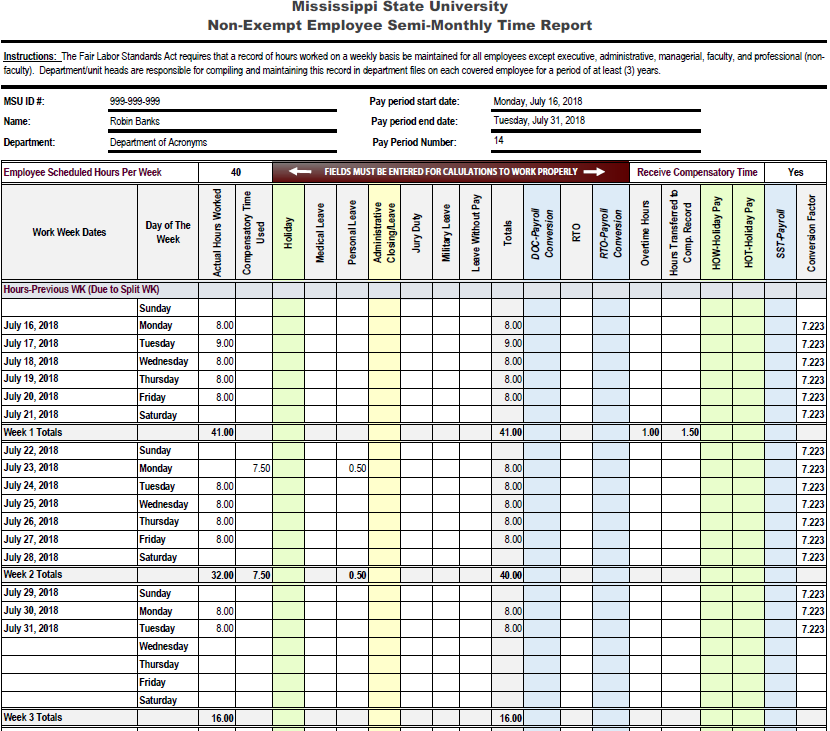 Mississippi State University
Non-Exempt Employee Semi-Monthly Time Report
Instructions: The Fair Labor Standards Act requires that a record of hours worked on a weekly basis be maintained for all employees except executive, administrative, managerial, faculty, and professional (non-
faculty). Department/unit heads are responsible for compiling and maintaining this record in department files on each covered employee for a period of at least (3) years.
MSU ID #: 999-999-999 Pay period start date: Monday, July 16, 2018
Name: Robin Banks Pay period end date: Tuesday, July 31, 2018
Department: Department of Acronyms Pay Period Number: 14
Employee Scheduled Hours Per Week 40 FIELDS MUST BE ENTERED FOR CALULATIONS TO WORK PROPERLY Receive Compensatory Time Yes
Work Week Dates
Day of The
Week
Actual Hours Worked
Compensatory Time
Used
Holiday
Medical Leave
Personal Leave
Administrative
Closing/Leave
Jury Duty
Military Leave
Leave Without Pay
Totals
DOC-Payroll
Conversion
RTO
RTO-Payroll
Conversion
Overtime Hours
Hours Transferred to
Comp. Record
HOW-Holiday Pay
HOT-Holiday Pay
SST-Payroll
Conversion Factor
Hours-Previous WK (Due to Split WK)
Sunday
July 16, 2018 Monday 8.00 8.00 7.223
July 17, 2018 Tuesday 9.00 9.00 7.223
July 18, 2018 Wednesday 8.00 8.00 7.223
July 19, 2018 Thursday 8.00 8.00 7.223
July 20, 2018 Friday 8.00 8.00 7.223
July 21, 2018 Saturday 7.223
Week 1 Totals 41.00 41.00 1.00 1.50
July 22, 2018 Sunday 7.223
July 23, 2018 Monday 7.50 0.50 8.00 7.223
July 24, 2018 Tuesday 8.00 8.00 7.223
July 25, 2018 Wednesday 8.00 8.00 7.223
July 26, 2018 Thursday 8.00 8.00 7.223
July 27, 2018 Friday 8.00 8.00 7.223
July 28, 2018 Saturday 7.223
Week 2 Totals 32.00 7.50 0.50 40.00
July 29, 2018 Sunday 7.223
July 30, 2018 Monday 8.00 8.00 7.223
July 31, 2018 Tuesday 8.00 8.00 7.223
Wednesday
Thursday
Friday
Saturday
Week 3 Totals 16.00 16.00